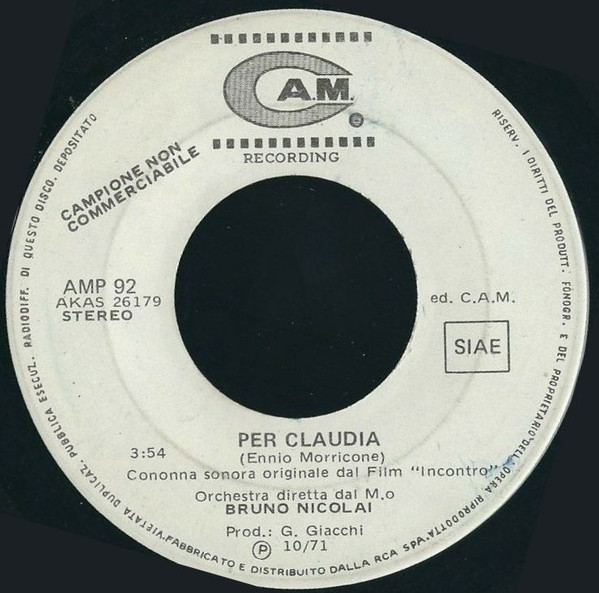 C.A.M.
RECORDING
CAMPIONE NON
COMMERCIABILE
AMP 92
AKAS 26179
STEREO
ed. C.A.M.
SIAE
PER CLAUDIA
(Ennio Morricone)
3:54
Cononna sonora originale dal Film "Incontro"
Orchestra diretta dal M.o
BRUNO NICOLAI
Prod.: G. Giacchi
Ⓟ 10/71
RISERV. I DIRITTI DEL PRODUTT. FONOGR. E DEL PROPRIETARIO DELL'OPERA RIPRODOTTA. VIETATA DUPLICAZ. PUBBLICA ESECUZ. RADIODIFF. DI QUESTO DISCO. DEPOSITATO
FABBRICATO E DISTRIBUITO DALLA RCA SPA.